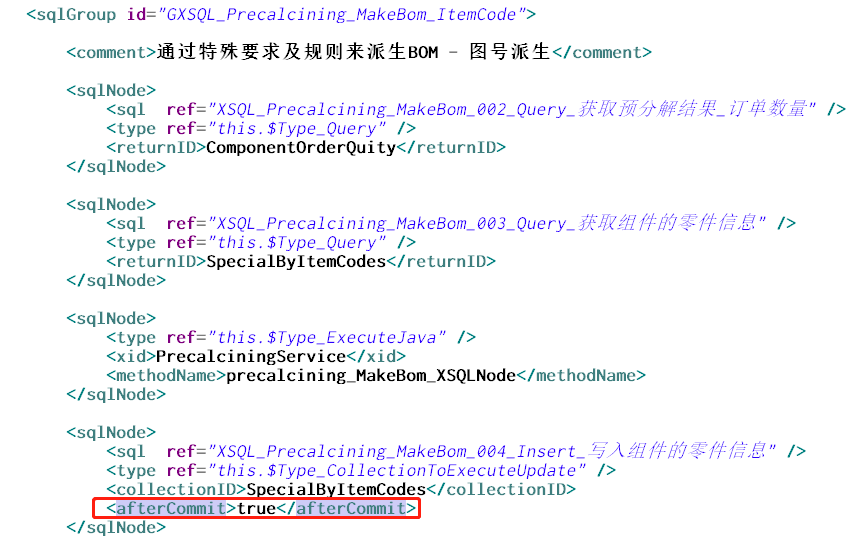 <sqlGroup id="GXSQL_Precalcining_MakeBom_ItemCode">
<comment>通过特殊要求及规则来派生BOM - 图号派生</comment>
<sqlNode>
<sql  ref="XSQL_Precalcining_MakeBom_002_Query_获取预分解结果_订单数量" />
<type ref="this.$Type_Query" />
<returnID>ComponentOrderQuity</returnID>
</sqlNode>
<sqlNode>
<sql  ref="XSQL_Precalcining_MakeBom_003_Query_获取组件的零件信息" />
<type ref="this.$Type_Query" />
<returnID>SpecialByItemCodes</returnID>
</sqlNode>
<sqlNode>
<type ref="this.$Type_ExecuteJava" />
<xid>PrecalciningService</xid>
<methodName>precalcining_MakeBom_XSQLNode</methodName>
</sqlNode>
<sqlNode>
<sql  ref="XSQL_Precalcining_MakeBom_004_Insert_写入组件的零件信息" />
<type ref="this.$Type_CollectionToExecuteUpdate" />
<collectionID>SpecialByItemCodes</collectionID>
<afterCommit>true</afterCommit>
</sqlNode>